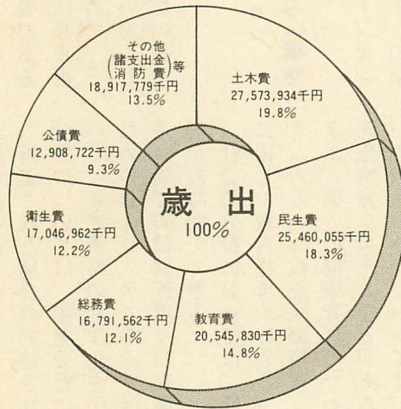 歳出
100%
土木費
27,573,934千円
19.8%
民生費
25,460,055千円
18.3%
教育費
20,545,830千円
14.8%
総務費
16,791,562千円
12.1%
衛生費
17,046,962千円
12.2%
公債費
12,908,722千円
9.3%
その他
(諸支出金
消防費)等
18,917,779千円
13.5%